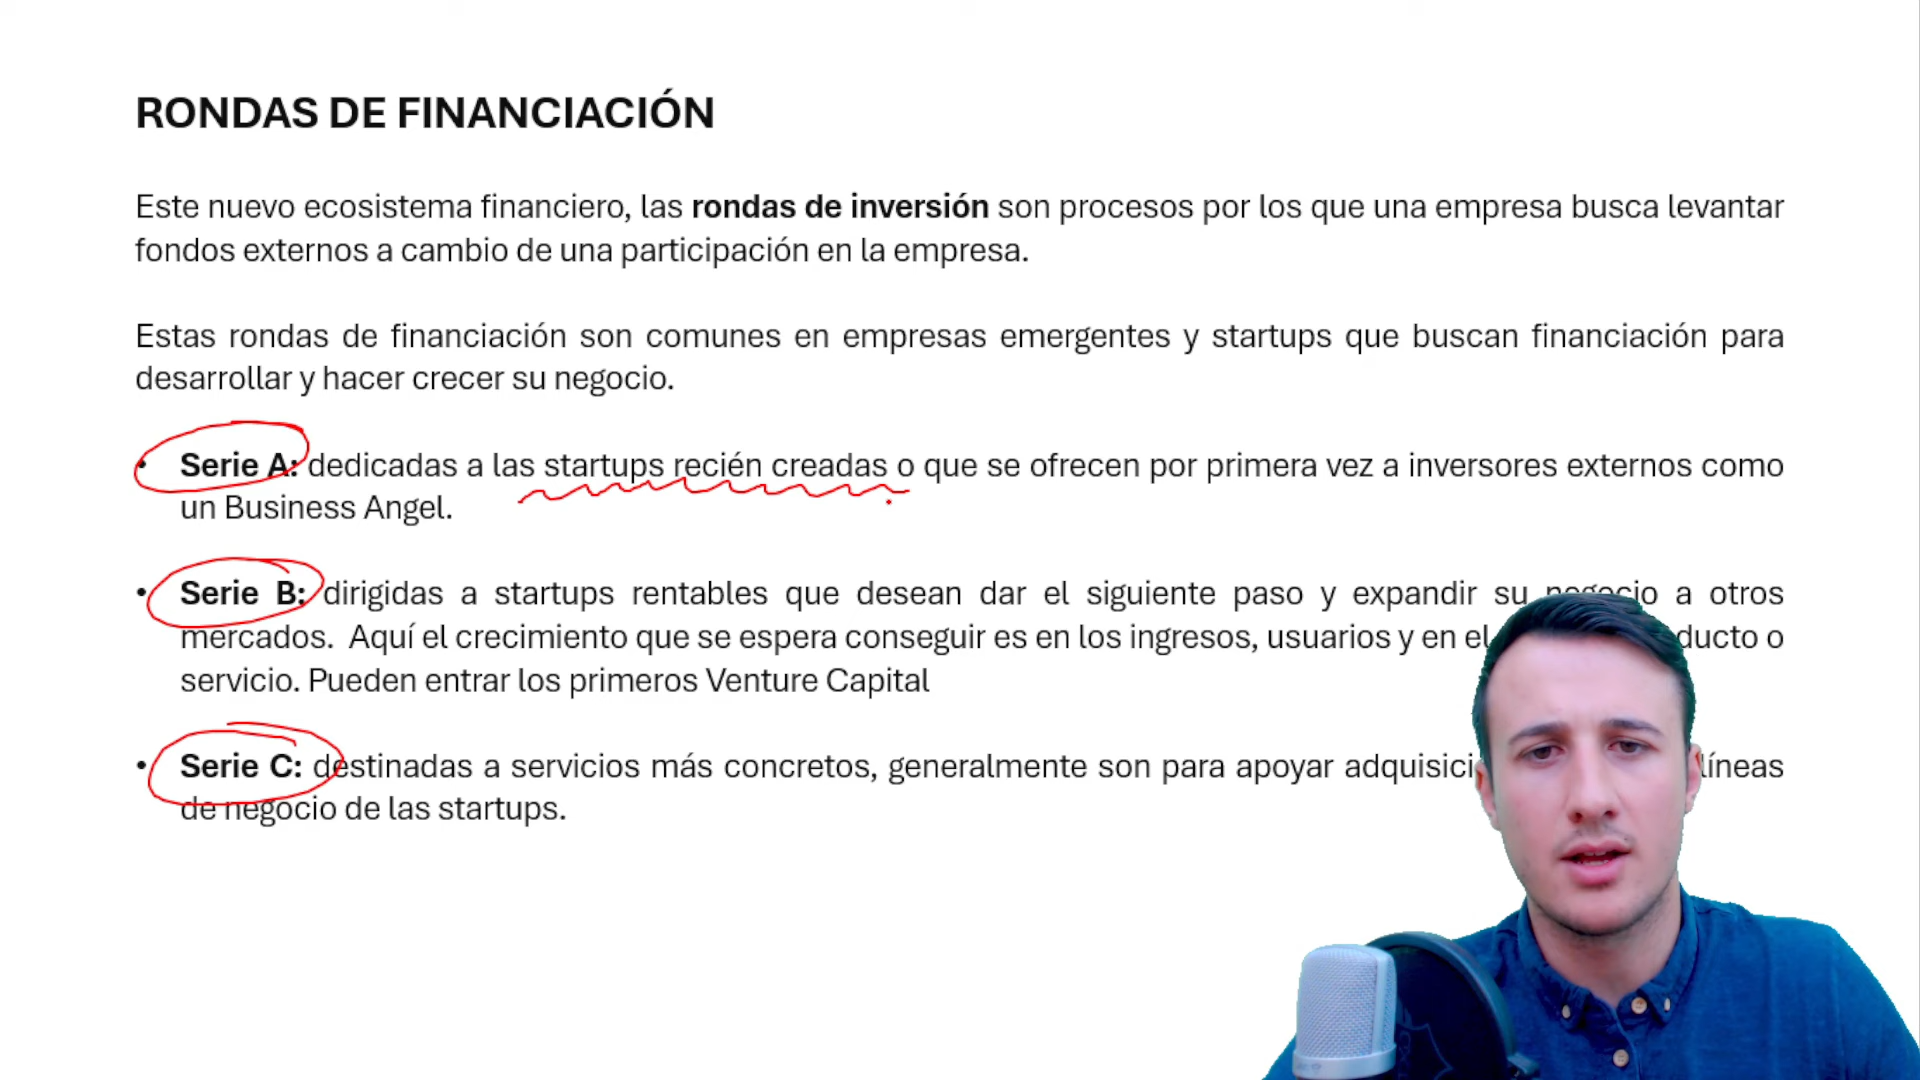 RONDAS DE FINANCIACIÓN
Este nuevo ecosistema financiero, las rondas de inversión son procesos por los que una empresa busca levantar
fondos externos a cambio de una participación en la empresa.
Estas rondas de financiación son comunes en empresas emergentes y startups que buscan financiación para
desarrollar y hacer crecer su negocio.
• Serie A: dedicadas a las startups recién creadas o que se ofrecen por primera vez a inversores externos como
un Business Angel.
• Serie B: dirigidas a startups rentables que desean dar el siguiente paso y expandir su negocio a otros
mercados. Aquí el crecimiento que se espera conseguir es en los ingresos, usuarios y en el o
servicio. Pueden entrar los primeros Venture Capital
• Serie C: destinadas a servicios más concretos, generalmente son para apoyar líneas
de negocio de las startups.